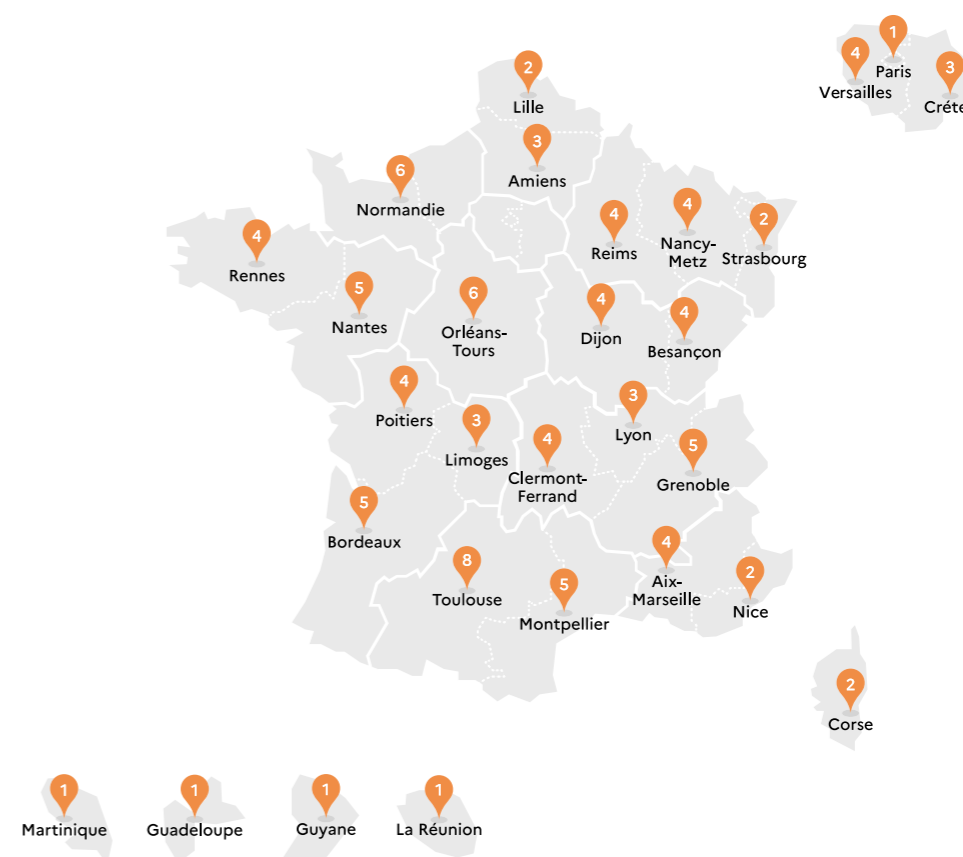 1
4
3
Paris
Versailles
Créte
2
Lille
3
Amiens
6
Normandie
4
Reims
4
Nancy-
Metz
2
Strasbourg
4
Rennes
5
Nantes
6
Orléans-
Tours
4
Dijon
4
Besançon
4
Poitiers
3
Limoges
4
Clermont-
Ferrand
3
Lyon
5
Grenoble
5
Bordeaux
8
Toulouse
5
Montpellier
4
Aix-
Marseille
2
Nice
2
Corse
1
Martinique
1
Guadeloupe
1
Guyane
1
La Réunion